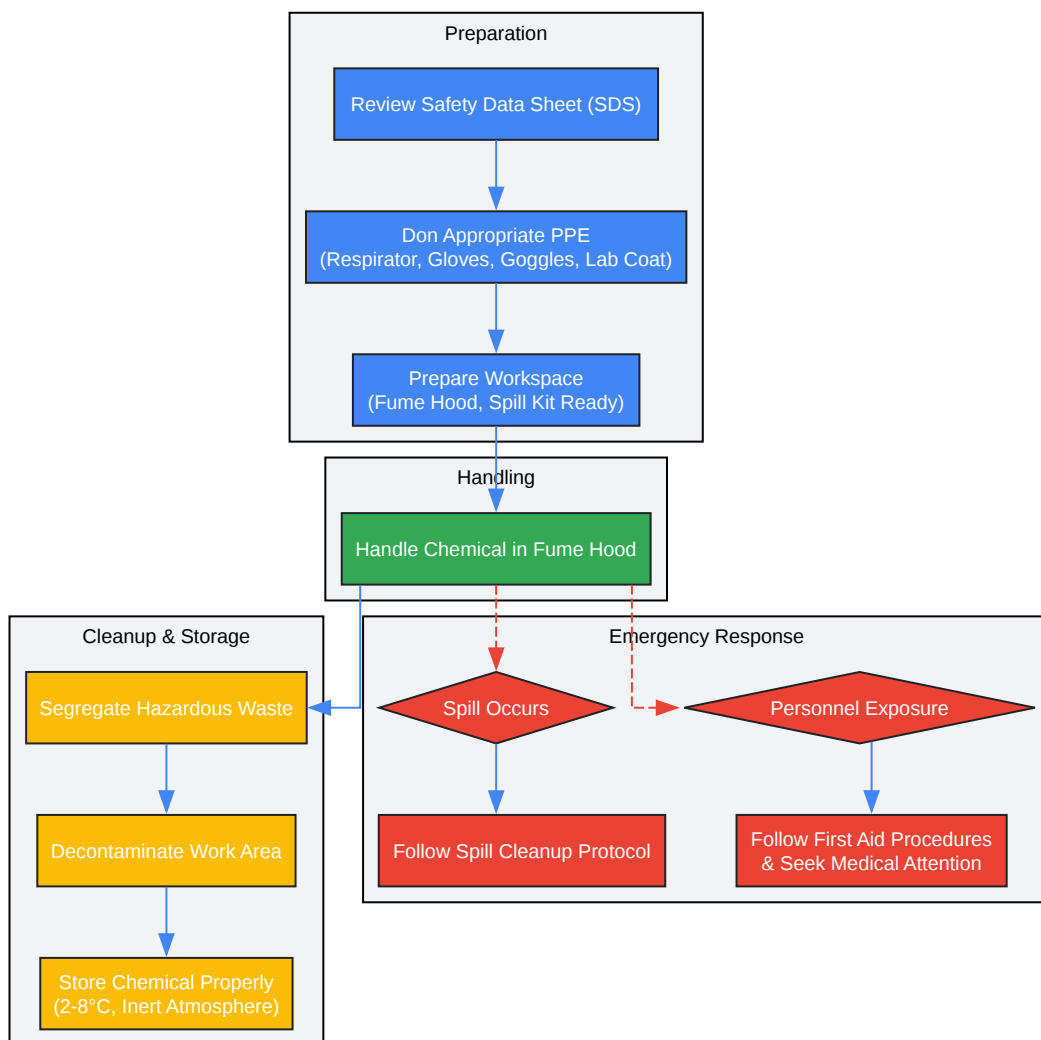 Preparation
Review Safety Data Sheet (SDS)
Don Appropriate PPE
(Respirator, Gloves, Goggles, Lab Coat)
Prepare Workspace
(Fume Hood, Spill Kit Ready)
Handling
Handle Chemical in Fume Hood
Cleanup & Storage
Segregate Hazardous Waste
Decontaminate Work Area
Store Chemical Properly
(2-8°C, Inert Atmosphere)
Emergency Response
Spill Occurs
Personnel Exposure
Follow Spill Cleanup Protocol
Follow First Aid Procedures
& Seek Medical Attention